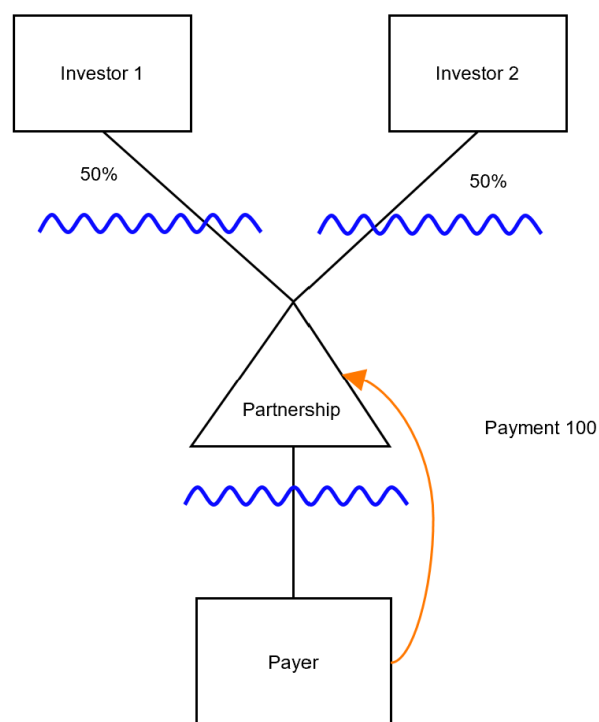 Investor 1
Investor 2
50%
50%
Partnership
Payment 100
Payer